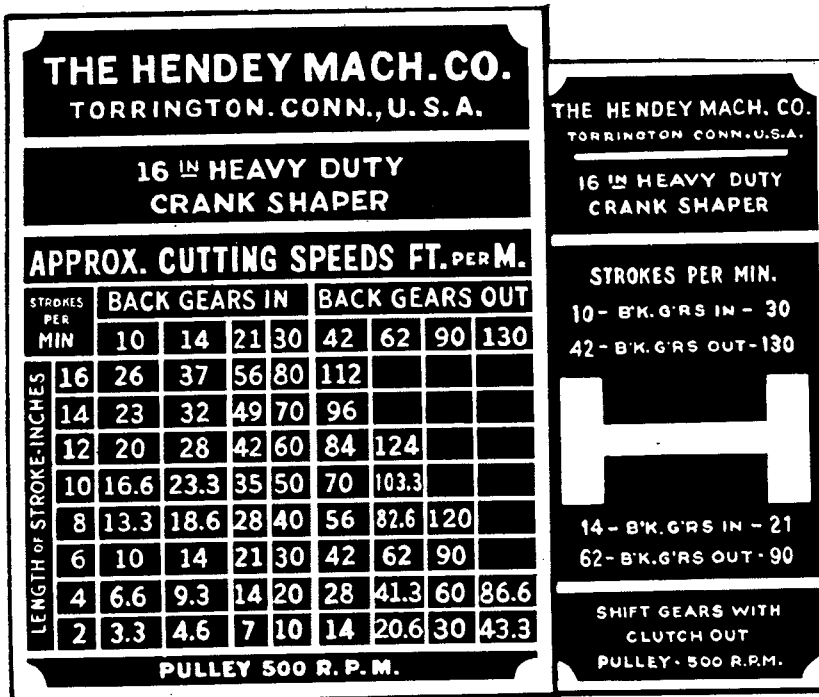 THE HENDEY MACH. CO.
TORRINGTON. CONN., U. S. A.
16 IN HEAVY DUTY
CRANK SHAPER
APPROX. CUTTING SPEEDS FT. PER M.
STROKES PER MIN
BACK GEARS IN BACK GEARS OUT
10 14 21 30 42 62 90 130
LENGTH OF STROKE-INCHES
16 26 37 56 80 112
14 23 32 49 70 96
12 20 28 42 60 84 124
10 16.6 23.3 35 50 70 103.3
8 13.3 18.6 28 40 56 82.6 120
6 10 14 21 30 42 62 90
4 6.6 9.3 14 20 28 41.3 60 86.6
2 3.3 4.6 7 10 14 20.6 30 43.3
PULLEY 500 R.P.M.
THE HENDEY MACH. CO.
TORRINGTON CONN. U.S.A.
16 IN HEAVY DUTY
CRANK SHAPER
STROKES PER MIN.
10 - B'K. G'RS IN - 30
42 - B'K. G'RS OUT - 130
14 - B'K. G'RS IN - 21
62 - B'K. G'RS OUT - 90
SHIFT GEARS WITH
CLUTCH OUT
PULLEY - 500 R.P.M.